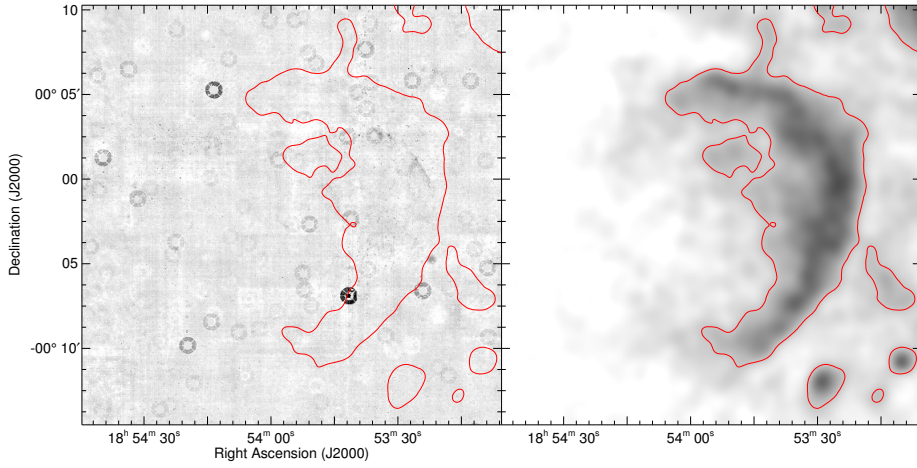 10
00° 05'
00
05
-00° 10'
Declination (J2000)
18ʰ 54ᵐ 30ˢ 54ᵐ 00ˢ 53ᵐ 30ˢ 18ʰ 54ᵐ 30ˢ 54ᵐ 00ˢ 53ᵐ 30ˢ
Right Ascension (J2000)